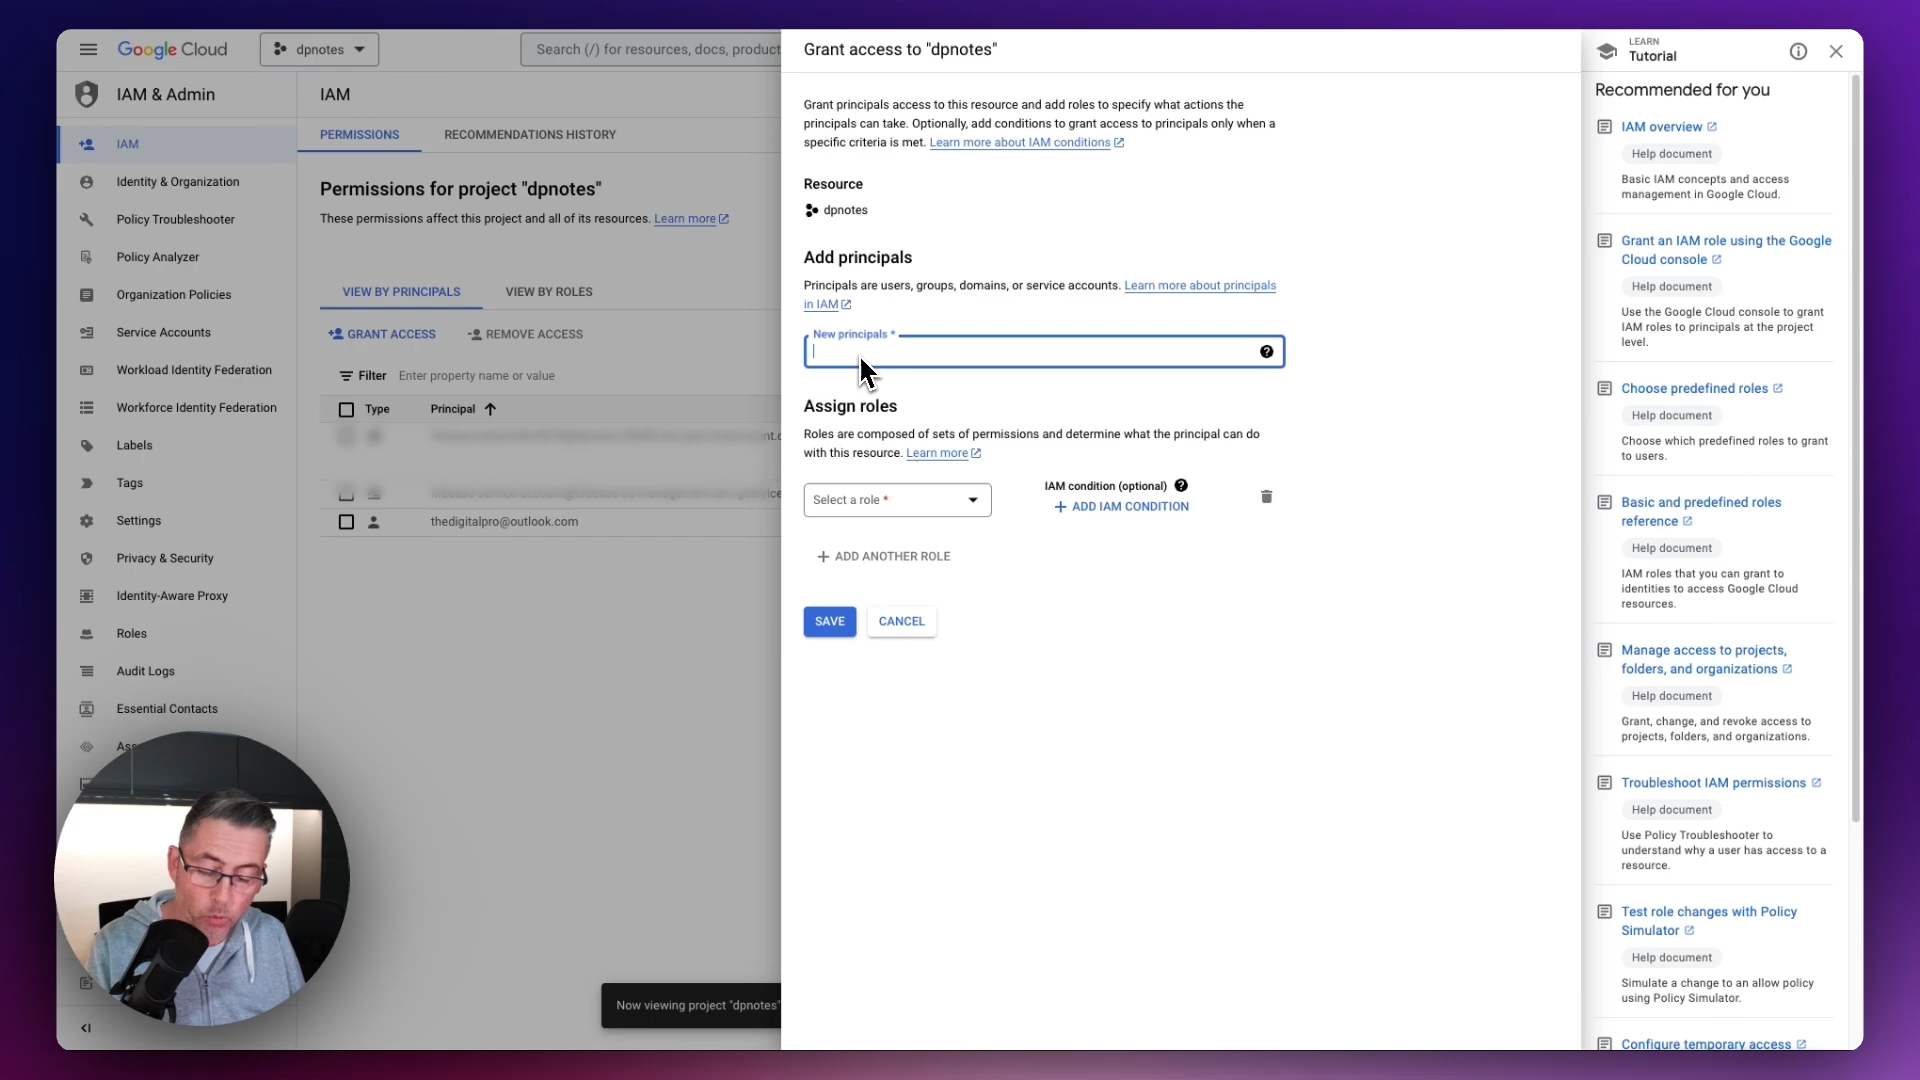 Google Cloud
dpnotes
Search (/) for resources, docs, product
IAM & Admin
IAM
Identity & Organization
Policy Troubleshooter
Policy Analyzer
Organization Policies
Service Accounts
Workload Identity Federation
Workforce Identity Federation
Labels
Tags
Settings
Privacy & Security
Identity-Aware Proxy
Roles
Audit Logs
Essential Contacts
IAM
PERMISSIONS
RECOMMENDATIONS HISTORY
Permissions for project "dpnotes"
These permissions affect this project and all of its resources. Learn more
VIEW BY PRINCIPALS
VIEW BY ROLES
GRANT ACCESS
REMOVE ACCESS
Filter
Enter property name or value
Type
Principal
thedigitalpro@outlook.com
Now viewing project "dpnotes"
Grant access to "dpnotes"
Grant principals access to this resource and add roles to specify what actions the
principals can take. Optionally, add conditions to grant access to principals only when a
specific criteria is met. Learn more about IAM conditions
Resource
dpnotes
Add principals
Principals are users, groups, domains, or service accounts. Learn more about principals
in IAM
New principals *
Assign roles
Roles are composed of sets of permissions and determine what the principal can do
with this resource. Learn more
Select a role *
IAM condition (optional)
+ ADD IAM CONDITION
+ ADD ANOTHER ROLE
SAVE
CANCEL
LEARN
Tutorial
Recommended for you
IAM overview
Help document
Basic IAM concepts and access
management in Google Cloud.
Grant an IAM role using the Google
Cloud console
Help document
Use the Google Cloud console to grant
IAM roles to principals at the project
level.
Choose predefined roles
Help document
Choose which predefined roles to grant
to users.
Basic and predefined roles
reference
Help document
IAM roles that you can grant to
identities to access Google Cloud
resources.
Manage access to projects,
folders, and organizations
Help document
Grant, change, and revoke access to
projects, folders, and organizations.
Troubleshoot IAM permissions
Help document
Use Policy Troubleshooter to
understand why a user has access to a
resource.
Test role changes with Policy
Simulator
Help document
Simulate a change to an allow policy
using Policy Simulator.
Configure temporary access